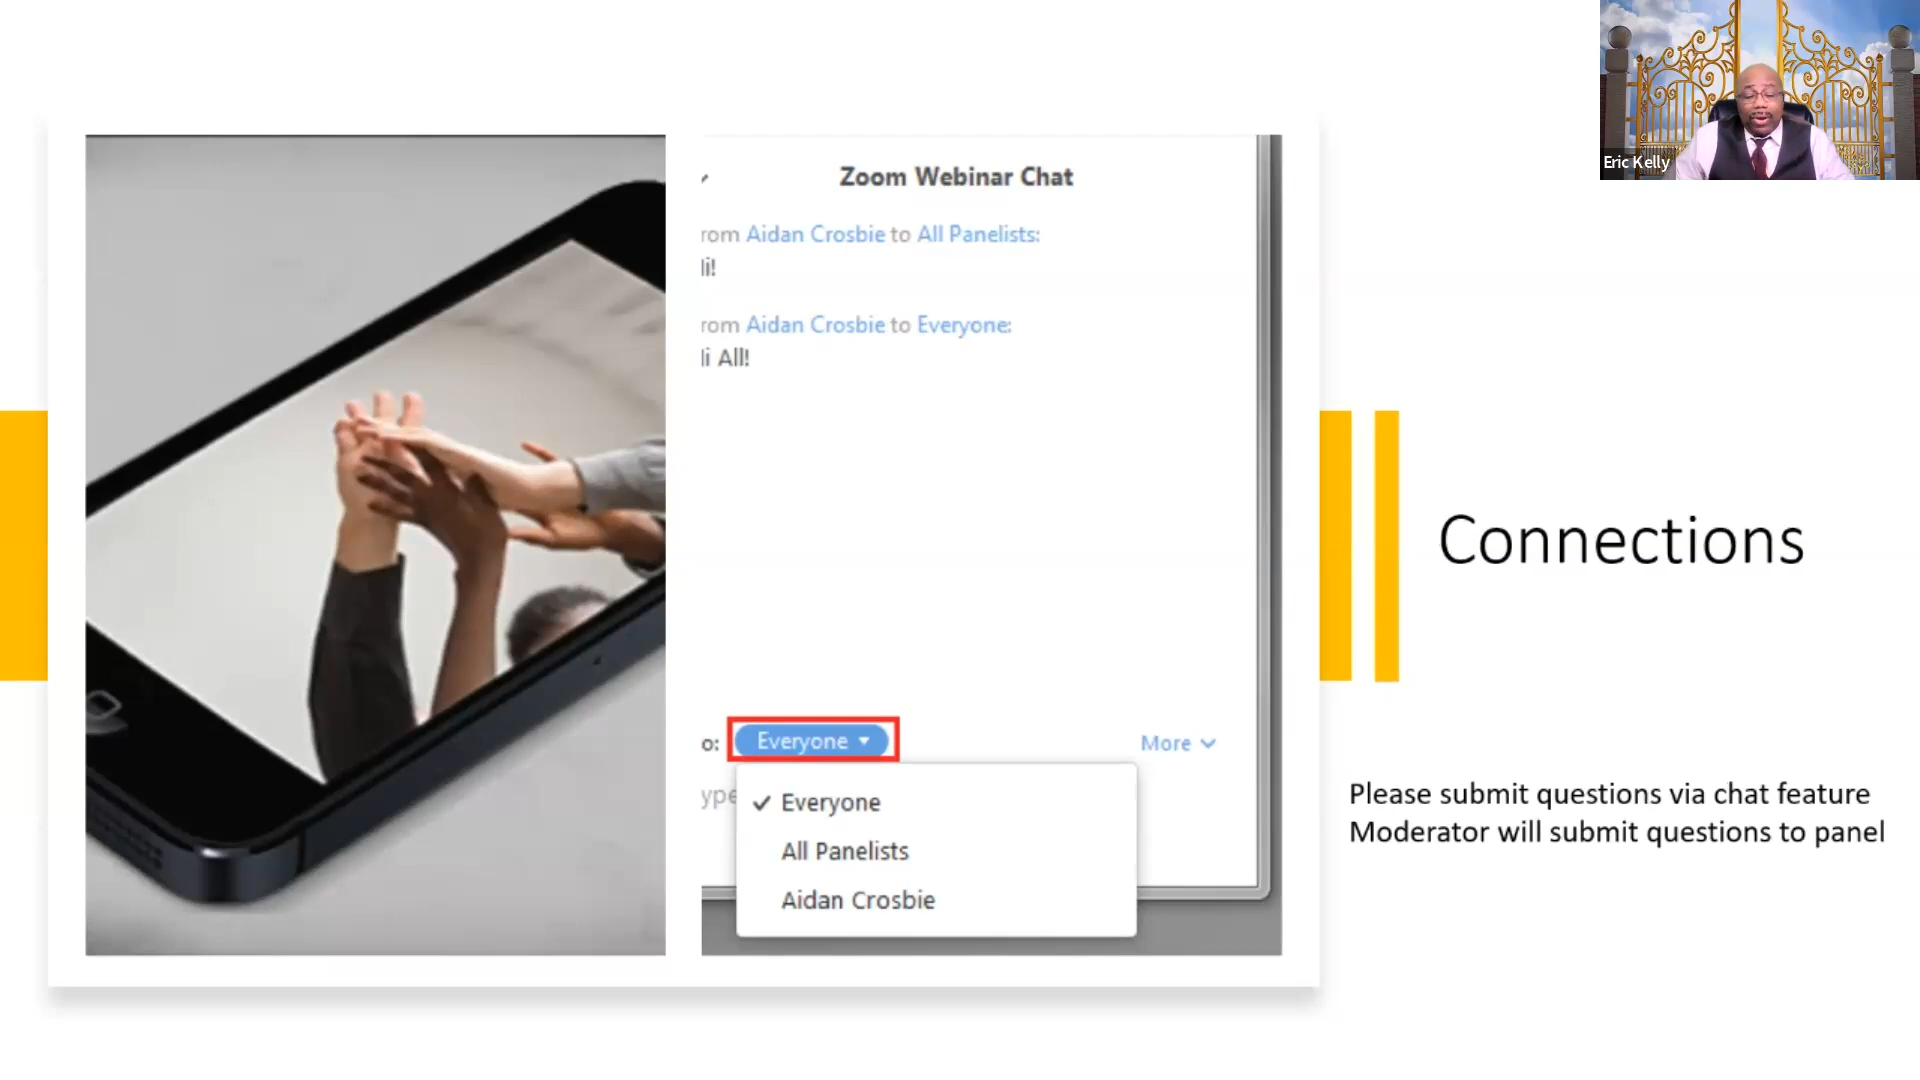 Eric Kelly
Zoom Webinar Chat
rom Aidan Crosbie to All Panelists:
li!
rom Aidan Crosbie to Everyone:
li All!
o: Everyone
More
ype
Everyone
All Panelists
Aidan Crosbie
Connections
Please submit questions via chat feature
Moderator will submit questions to panel